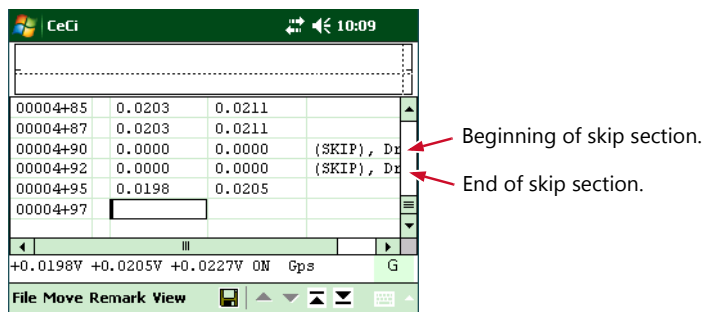 CeCi 10:09
00004+85 0.0203 0.0211
00004+87 0.0203 0.0211
00004+90 0.0000 0.0000 (SKIP), Dr
Beginning of skip section.
00004+92 0.0000 0.0000 (SKIP), Dr
End of skip section.
00004+95 0.0198 0.0205
00004+97
+0.0198V +0.0205V +0.0227V ON Gps G
File Move Remark View